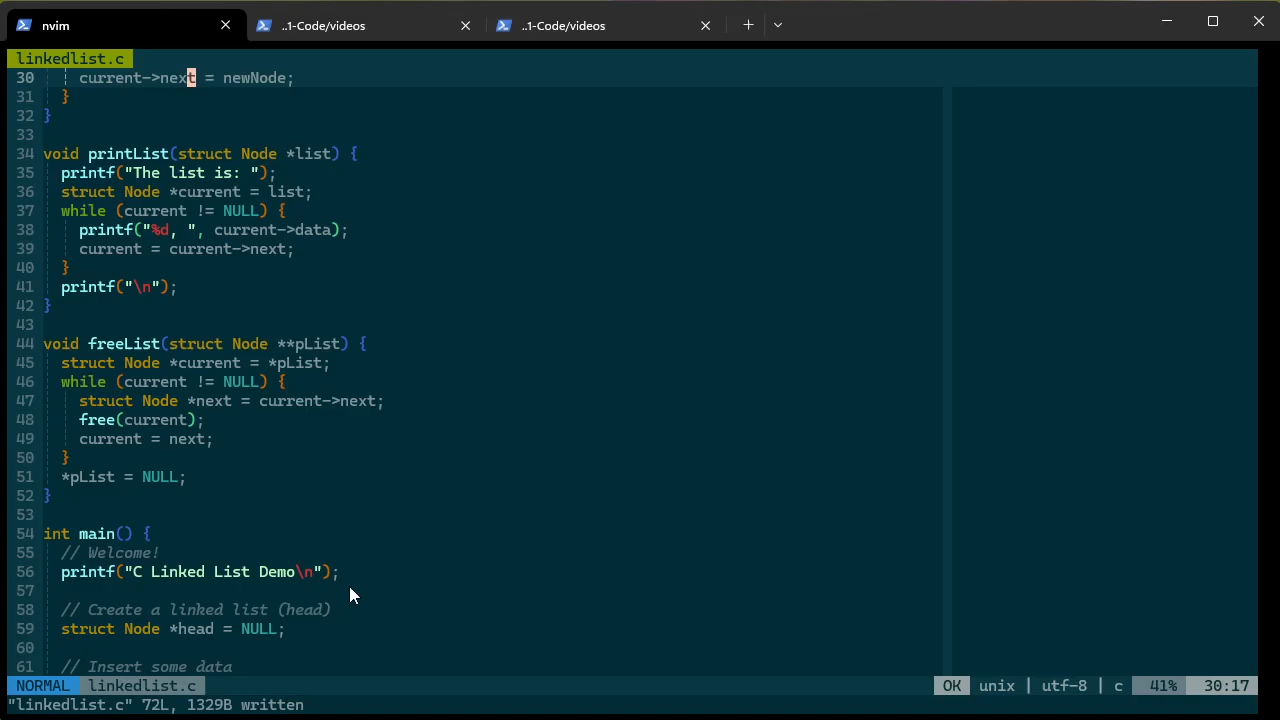 nvim ..1-Code/videos ..1-Code/videos
linkedlist.c
30 current->next = newNode;
31 }
32 }
33
34 void printList(struct Node *list) {
35 printf("The list is: ");
36 struct Node *current = list;
37 while (current != NULL) {
38 printf("%d, ", current->data);
39 current = current->next;
40 }
41 printf("\n");
42 }
43
44 void freeList(struct Node **pList) {
45 struct Node *current = *pList;
46 while (current != NULL) {
47 struct Node *next = current->next;
48 free(current);
49 current = next;
50 }
51 *pList = NULL;
52 }
53
54 int main() {
55 // Welcome!
56 printf("C Linked List Demo\n");
57
58 // Create a linked list (head)
59 struct Node *head = NULL;
60
61 // Insert some data
NORMAL linkedlist.c OK unix | utf-8 | c 41% 30:17
"linkedlist.c" 72L, 1329B written